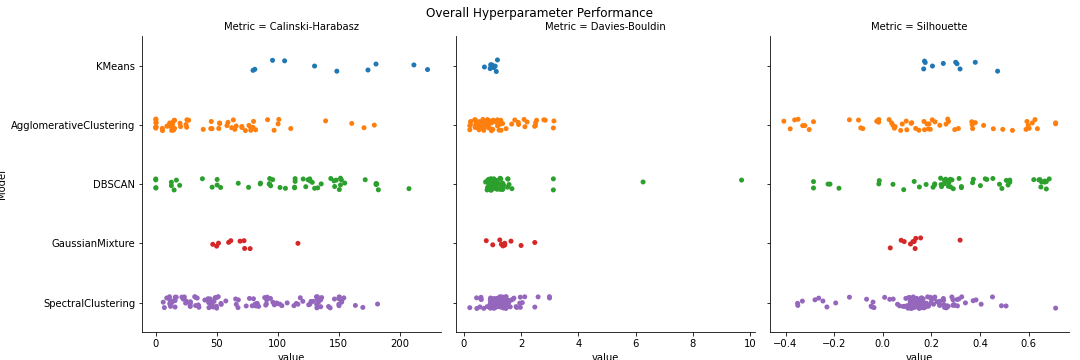 Overall Hyperparameter Performance
Metric = Calinski-Harabasz
Metric = Davies-Bouldin
Metric = Silhouette
Model
KMeans
AgglomerativeClustering
DBSCAN
GaussianMixture
SpectralClustering
0 50 100 150 200
0 2 4 6 8 10
−0.4 −0.2 0.0 0.2 0.4 0.6
value
value
value